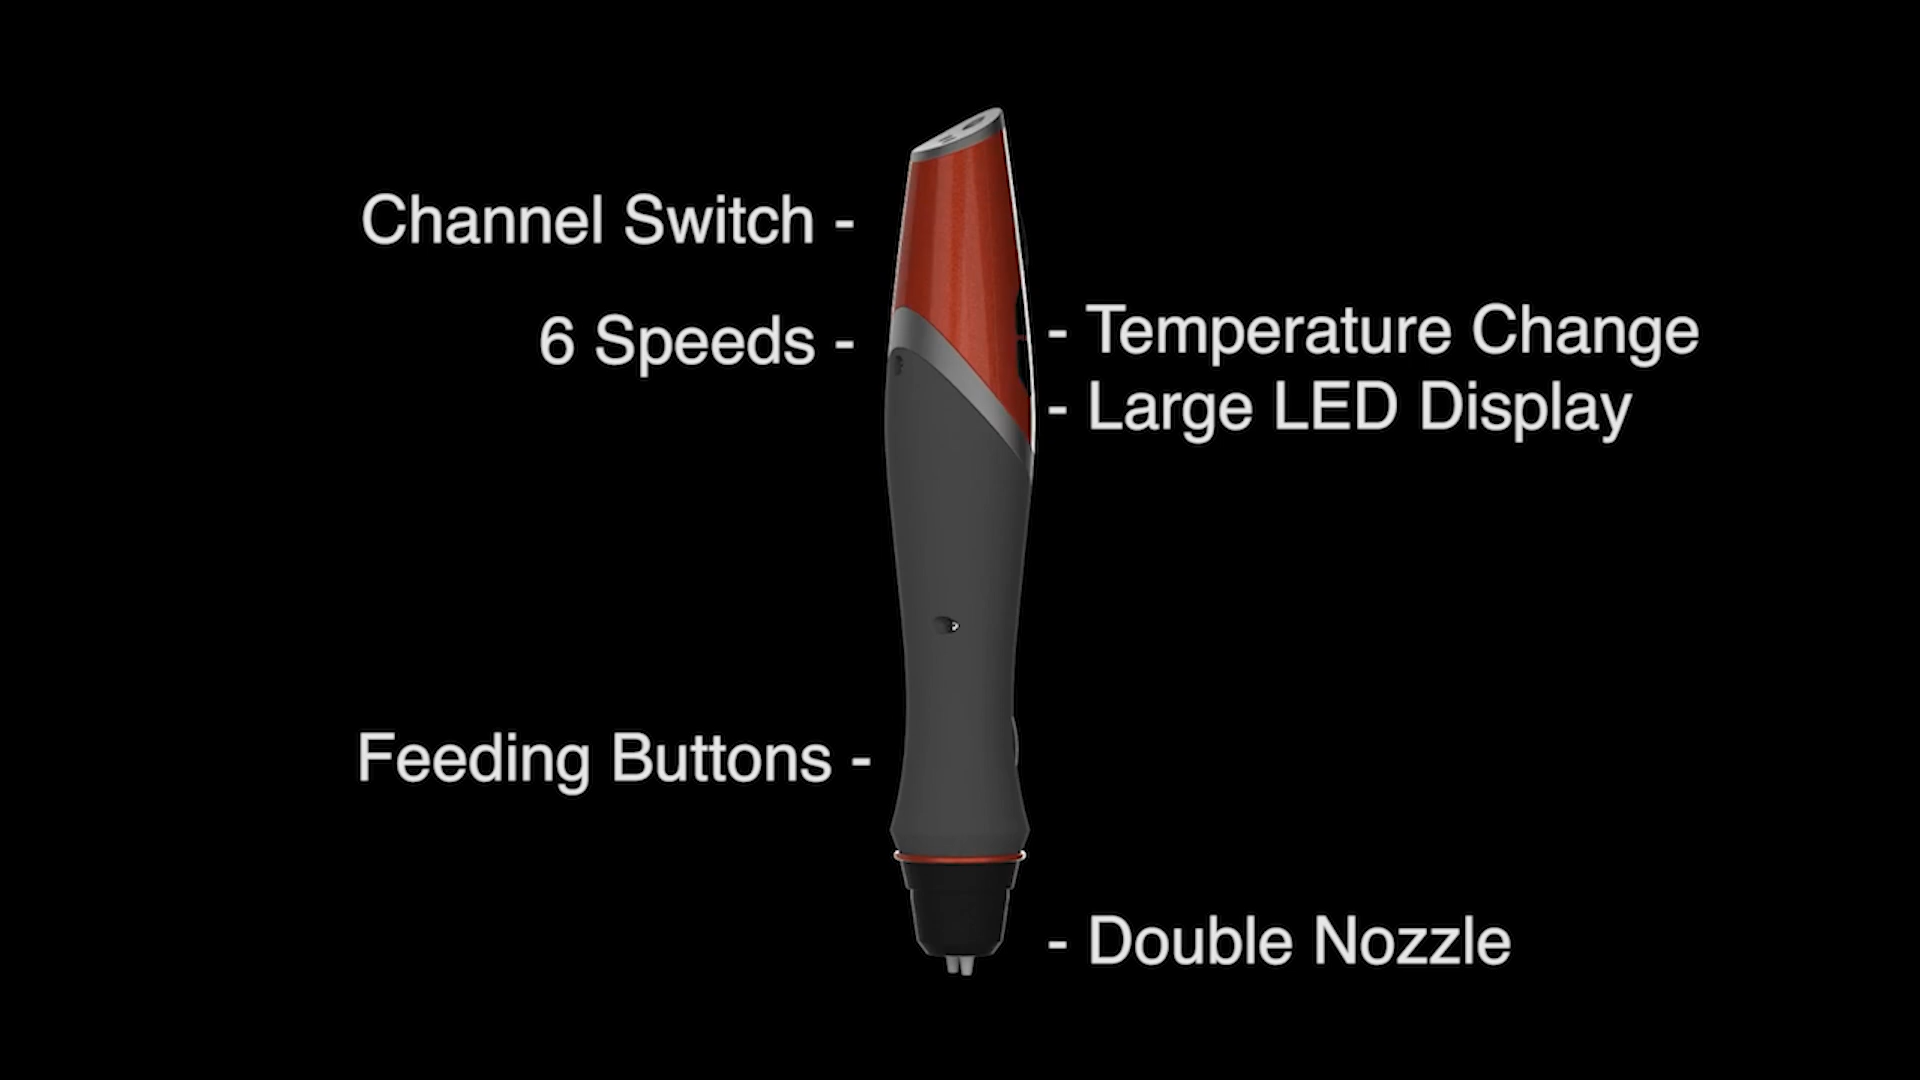 Channel Switch -
6 Speeds -
- Temperature Change
- Large LED Display
Feeding Buttons -
- Double Nozzle